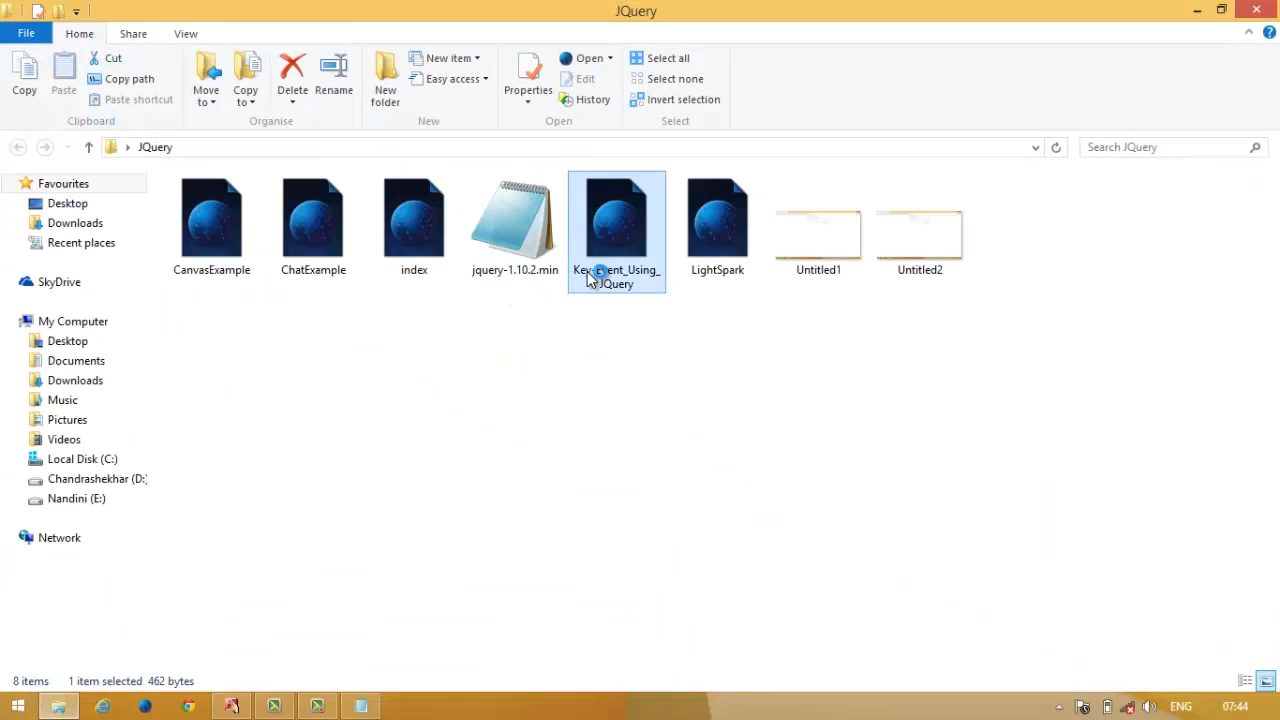 JQuery
File
Home
Share
View
Copy
Paste
Cut
Copy path
Paste shortcut
Clipboard
Move to
Copy to
Delete
Rename
Organise
New folder
New item
Easy access
New
Properties
Open
Edit
History
Open
Select all
Select none
Invert selection
Select
JQuery
Search JQuery
Favourites
Desktop
Downloads
Recent places
SkyDrive
My Computer
Desktop
Documents
Downloads
Music
Pictures
Videos
Local Disk (C:)
Chandrashekhar (D:)
Nandini (E:)
Network
CanvasExample
ChatExample
index
jquery-1.10.2.min
Key_Event_Using_
JQuery
LightSpark
Untitled1
Untitled2
8 items
1 item selected 462 bytes
ENG
07:44